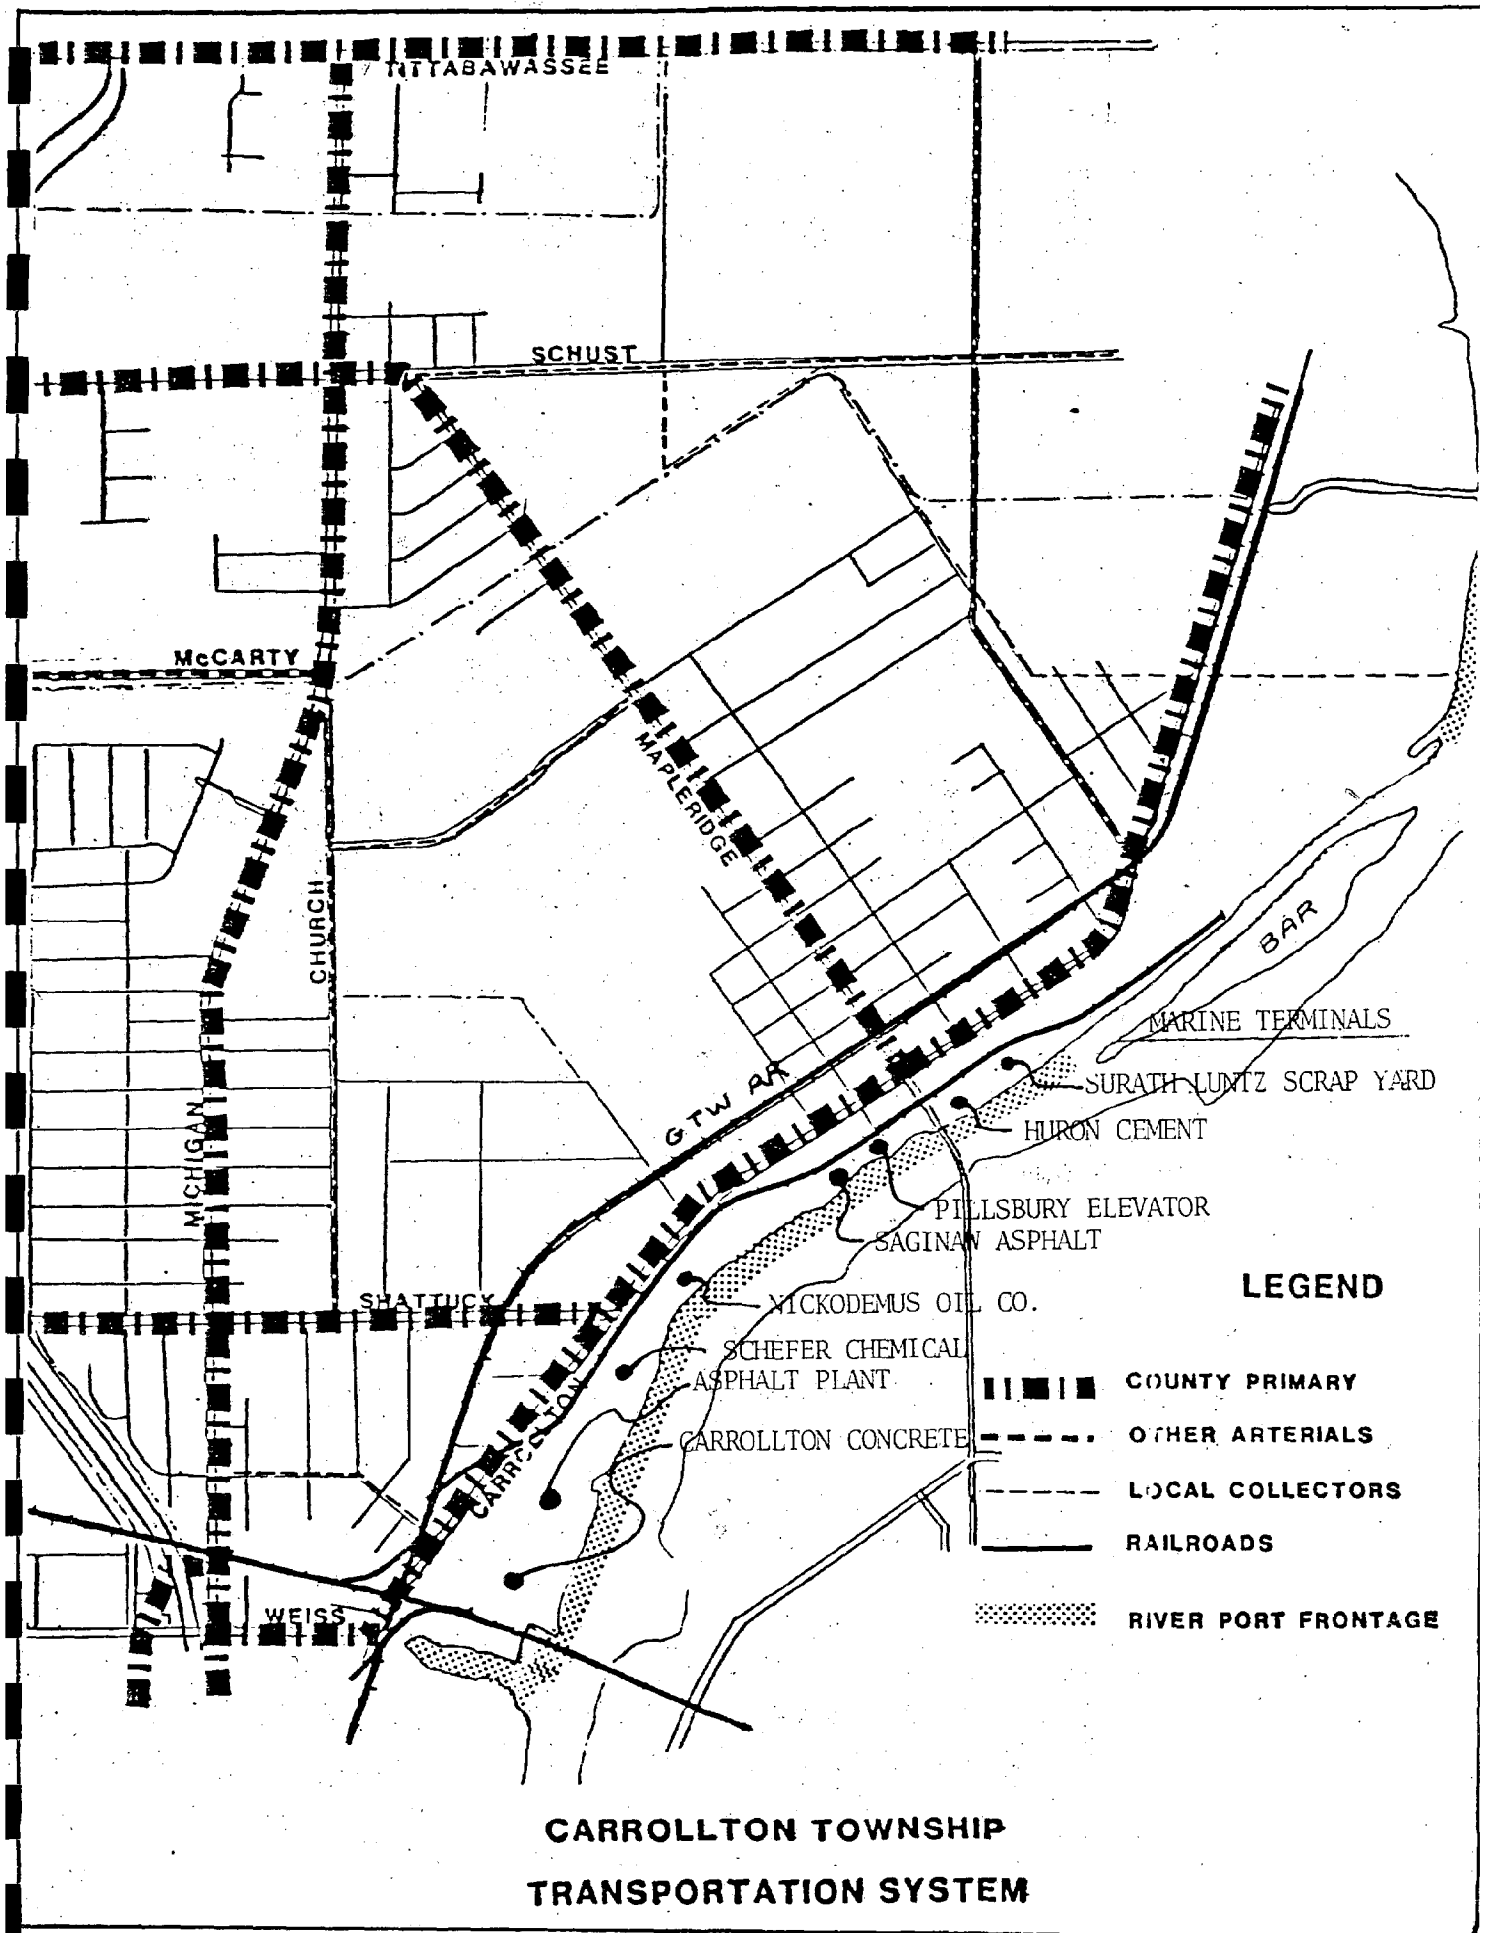 TITTABAWASSEE
SCHUST
McCARTY
MAPLERIDGE
CHURCH
BAR
MARINE TERMINALS
GTW RR
SURATH LUNTZ SCRAP YARD
MICHIGAN
HURON CEMENT
PILLSBURY ELEVATOR
SAGINAW ASPHALT
SHATTUCK
NICKODEMUS OIL CO.
SCHEFER CHEMICAL
ASPHALT PLANT
CARROLLTON
CARROLLTON CONCRETE
WEISS
LEGEND
COUNTY PRIMARY
OTHER ARTERIALS
LOCAL COLLECTORS
RAILROADS
RIVER PORT FRONTAGE
CARROLLTON TOWNSHIP
TRANSPORTATION SYSTEM